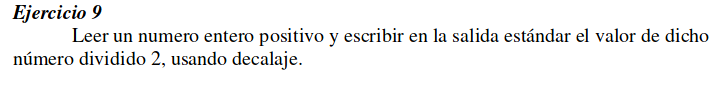 Ejercicio 9
Leer un numero entero positivo y escribir en la salida estándar el valor de dicho
número dividido 2, usando decalaje.